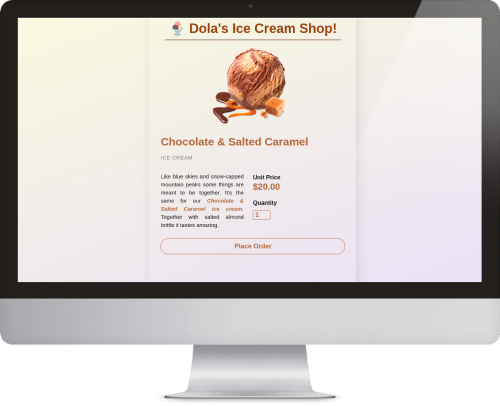 Dola's Ice Cream Shop!
Chocolate & Salted Caramel
ICE CREAM
Like blue skies and snow-capped
mountain peaks some things are
meant to be together. It's the
same for our Chocolate &
Salted Caramel ice cream.
Together with salted almond
brittle it tastes amazing.
Unit Price
$20.00
Quantity
1
Place Order